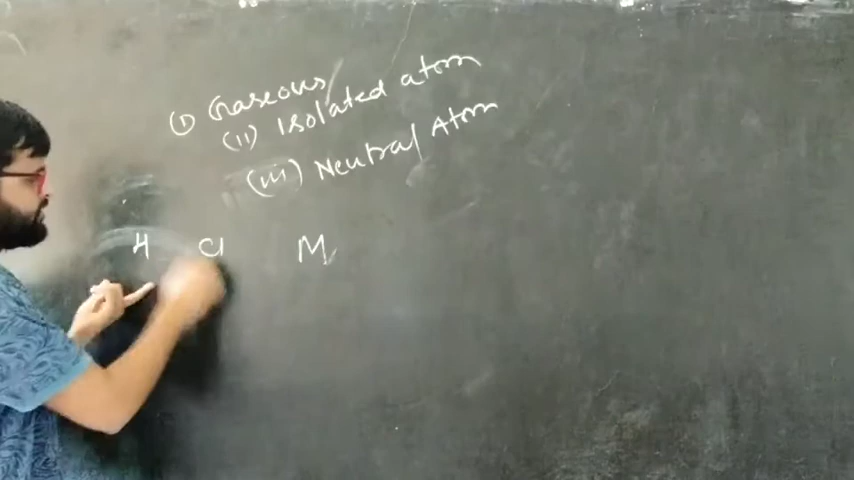 (I) Gaseous
(II) Isolated atom
(III) Neutral Atom
H Cl M